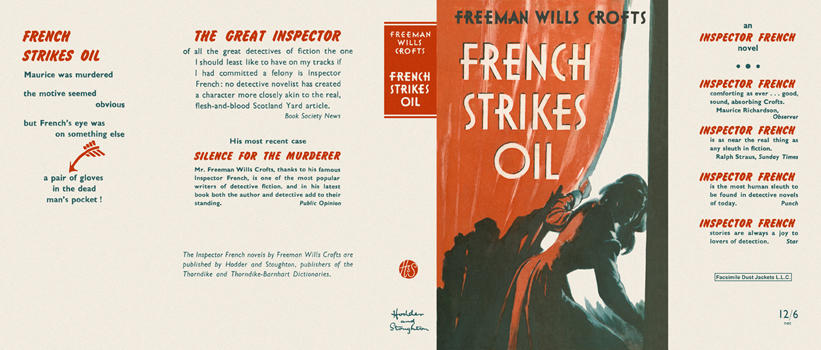 FRENCH
STRIKES OIL
Maurice was murdered
the motive seemed
obvious
but French's eye was
on something else
a pair of gloves
in the dead
man's pocket !
THE GREAT INSPECTOR
of all the great detectives of fiction the one
I should least like to have on my tracks if
I had committed a felony is Inspector
French: no detective novelist has created
a character more closely akin to the real,
flesh-and-blood Scotland Yard article.
Book Society News
His most recent case
SILENCE FOR THE MURDERER
Mr. Freeman Wills Crofts, thanks to his famous
Inspector French, is one of the most popular
writers of detective fiction, and in his latest
book both the author and detective add to their
standing. Public Opinion
The Inspector French novels by Freeman Wills Crofts are
published by Hodder and Stoughton, publishers of the
Thorndike and Thorndike-Barnhart Dictionaries.
FREEMAN
WILLS
CROFTS
FRENCH
STRIKES
OIL
H&S
Hodder
and
Stoughton
FREEMAN WILLS CROFTS
FRENCH
STRIKES
OIL
an
INSPECTOR FRENCH
novel
INSPECTOR FRENCH
comforting as ever . . . good,
sound, absorbing Crofts.
Maurice Richardson,
Observer
INSPECTOR FRENCH
is as near the real thing as
any sleuth in fiction.
Ralph Straus, Sunday Times
INSPECTOR FRENCH
is the most human sleuth to
be found in detective novels
of today. Punch
INSPECTOR FRENCH
stories are always a joy to
lovers of detection. Star
Facsimile Dust Jackets L.L.C.
12/6
net